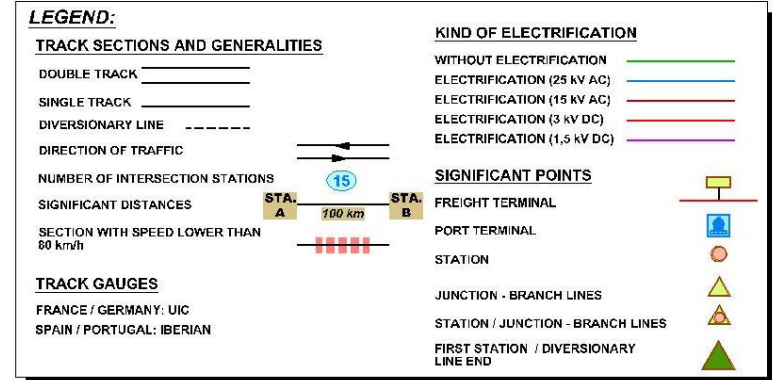 LEGEND:
TRACK SECTIONS AND GENERALITIES
DOUBLE TRACK
SINGLE TRACK
DIVERSIONARY LINE
DIRECTION OF TRAFFIC
NUMBER OF INTERSECTION STATIONS
15
SIGNIFICANT DISTANCES
STA.
A
100 km
STA.
B
SECTION WITH SPEED LOWER THAN
80 km/h
TRACK GAUGES
FRANCE / GERMANY: UIC
SPAIN / PORTUGAL: IBERIAN
KIND OF ELECTRIFICATION
WITHOUT ELECTRIFICATION
ELECTRIFICATION (25 kV AC)
ELECTRIFICATION (15 kV AC)
ELECTRIFICATION (3 kV DC)
ELECTRIFICATION (1,5 kV DC)
SIGNIFICANT POINTS
FREIGHT TERMINAL
PORT TERMINAL
STATION
JUNCTION - BRANCH LINES
STATION / JUNCTION - BRANCH LINES
FIRST STATION / DIVERSIONARY
LINE END